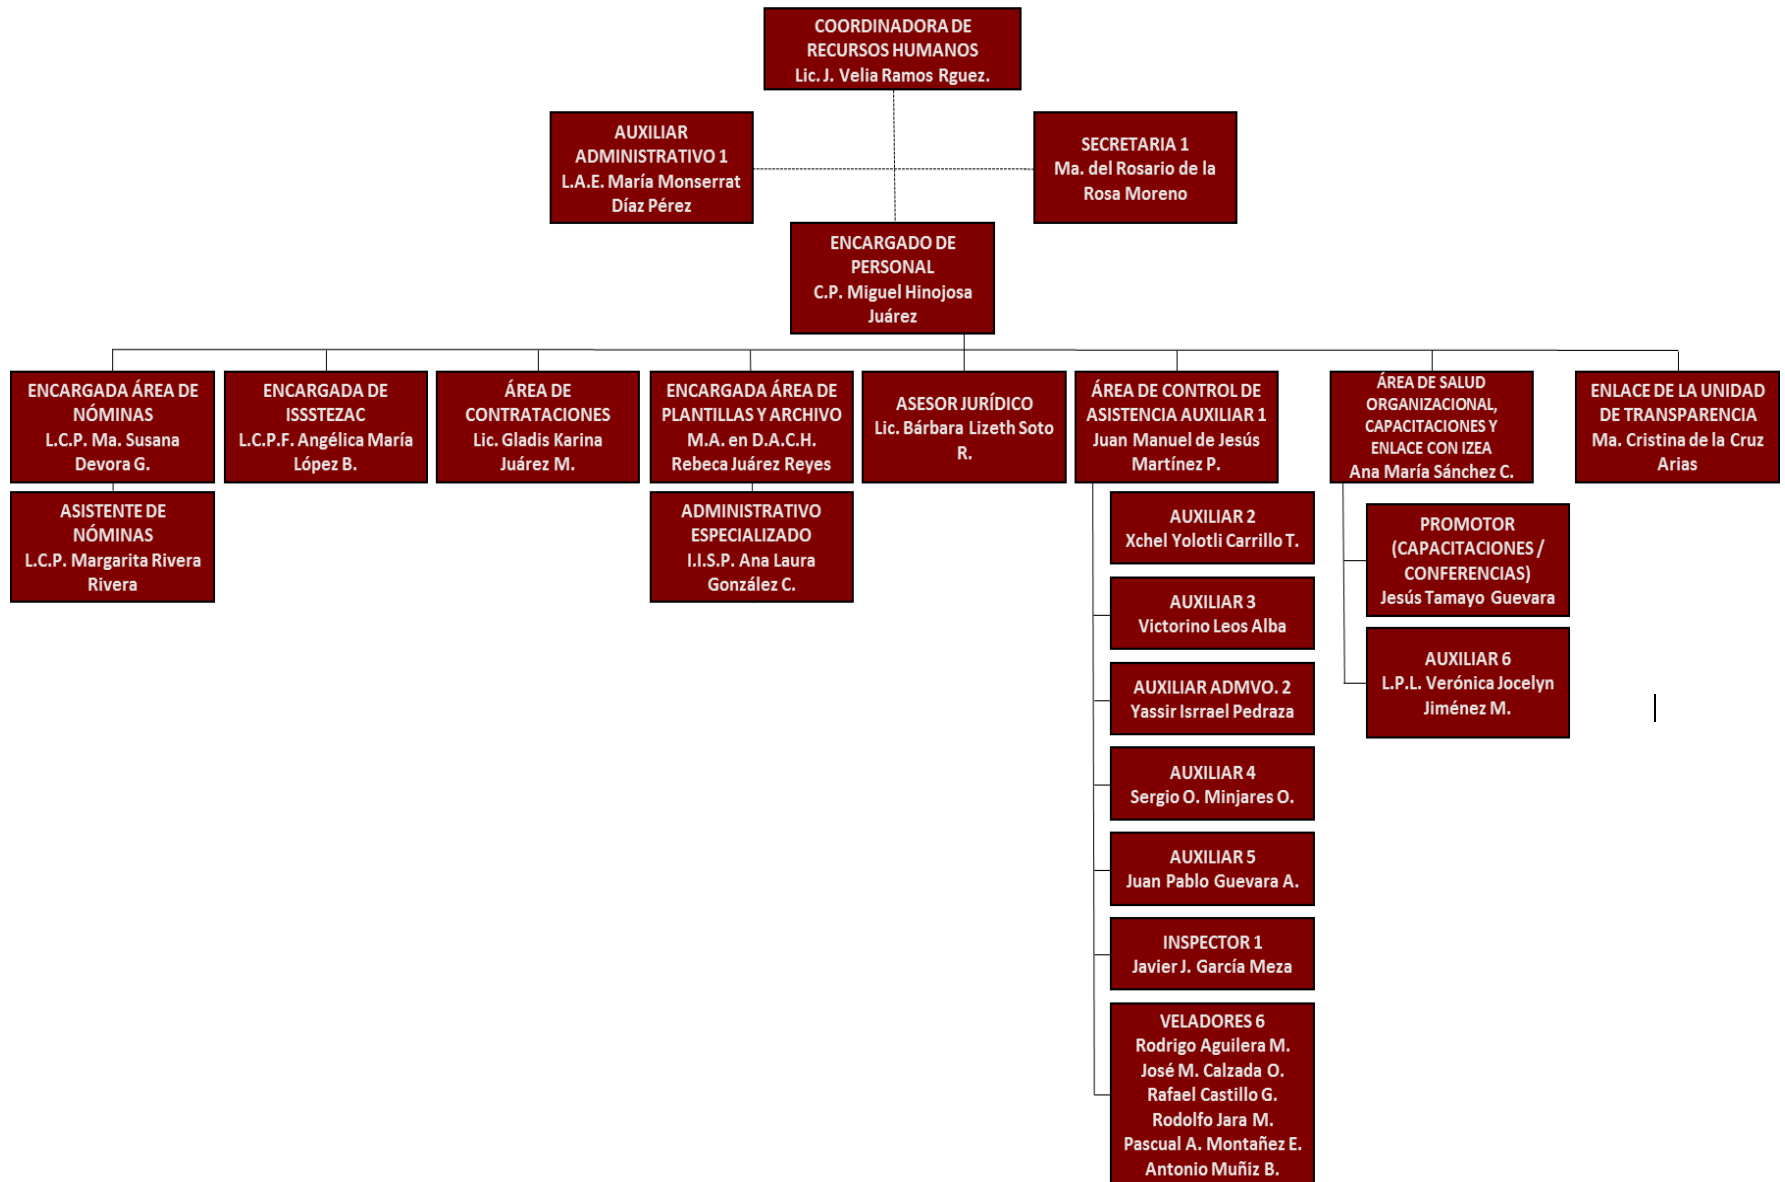 COORDINADORA DE
RECURSOS HUMANOS
Lic. J. Velia Ramos Rguez.
AUXILIAR
ADMINISTRATIVO 1
L.A.E. María Monserrat
Díaz Pérez
SECRETARIA 1
Ma. del Rosario de la
Rosa Moreno
ENCARGADO DE
PERSONAL
C.P. Miguel Hinojosa
Juárez
ENCARGADA ÁREA DE
NÓMINAS
L.C.P. Ma. Susana
Devora G.
ENCARGADA DE
ISSSTEZAC
L.C.P.F. Angélica María
López B.
ÁREA DE
CONTRATACIONES
Lic. Gladis Karina
Juárez M.
ENCARGADA ÁREA DE
PLANTILLAS Y ARCHIVO
M.A. en D.A.C.H.
Rebeca Juárez Reyes
ASESOR JURÍDICO
Lic. Bárbara Lizeth Soto
R.
ÁREA DE CONTROL DE
ASISTENCIA AUXILIAR 1
Juan Manuel de Jesús
Martínez P.
ÁREA DE SALUD
ORGANIZACIONAL,
CAPACITACIONES Y
ENLACE CON IZEA
Ana María Sánchez C.
ENLACE DE LA UNIDAD
DE TRANSPARENCIA
Ma. Cristina de la Cruz
Arias
ASISTENTE DE
NÓMINAS
L.C.P. Margarita Rivera
Rivera
ADMINISTRATIVO
ESPECIALIZADO
I.I.S.P. Ana Laura
González C.
AUXILIAR 2
Xchel Yolotli Carrillo T.
AUXILIAR 3
Victorino Leos Alba
AUXILIAR ADMVO. 2
Yassir Isrrael Pedraza
AUXILIAR 4
Sergio O. Minjares O.
AUXILIAR 5
Juan Pablo Guevara A.
INSPECTOR 1
Javier J. García Meza
VELADORES 6
Rodrigo Aguilera M.
José M. Calzada O.
Rafael Castillo G.
Rodolfo Jara M.
Pascual A. Montañez E.
Antonio Muñiz B.
PROMOTOR
(CAPACITACIONES /
CONFERENCIAS)
Jesús Tamayo Guevara
AUXILIAR 6
L.P.L. Verónica Jocelyn
Jiménez M.